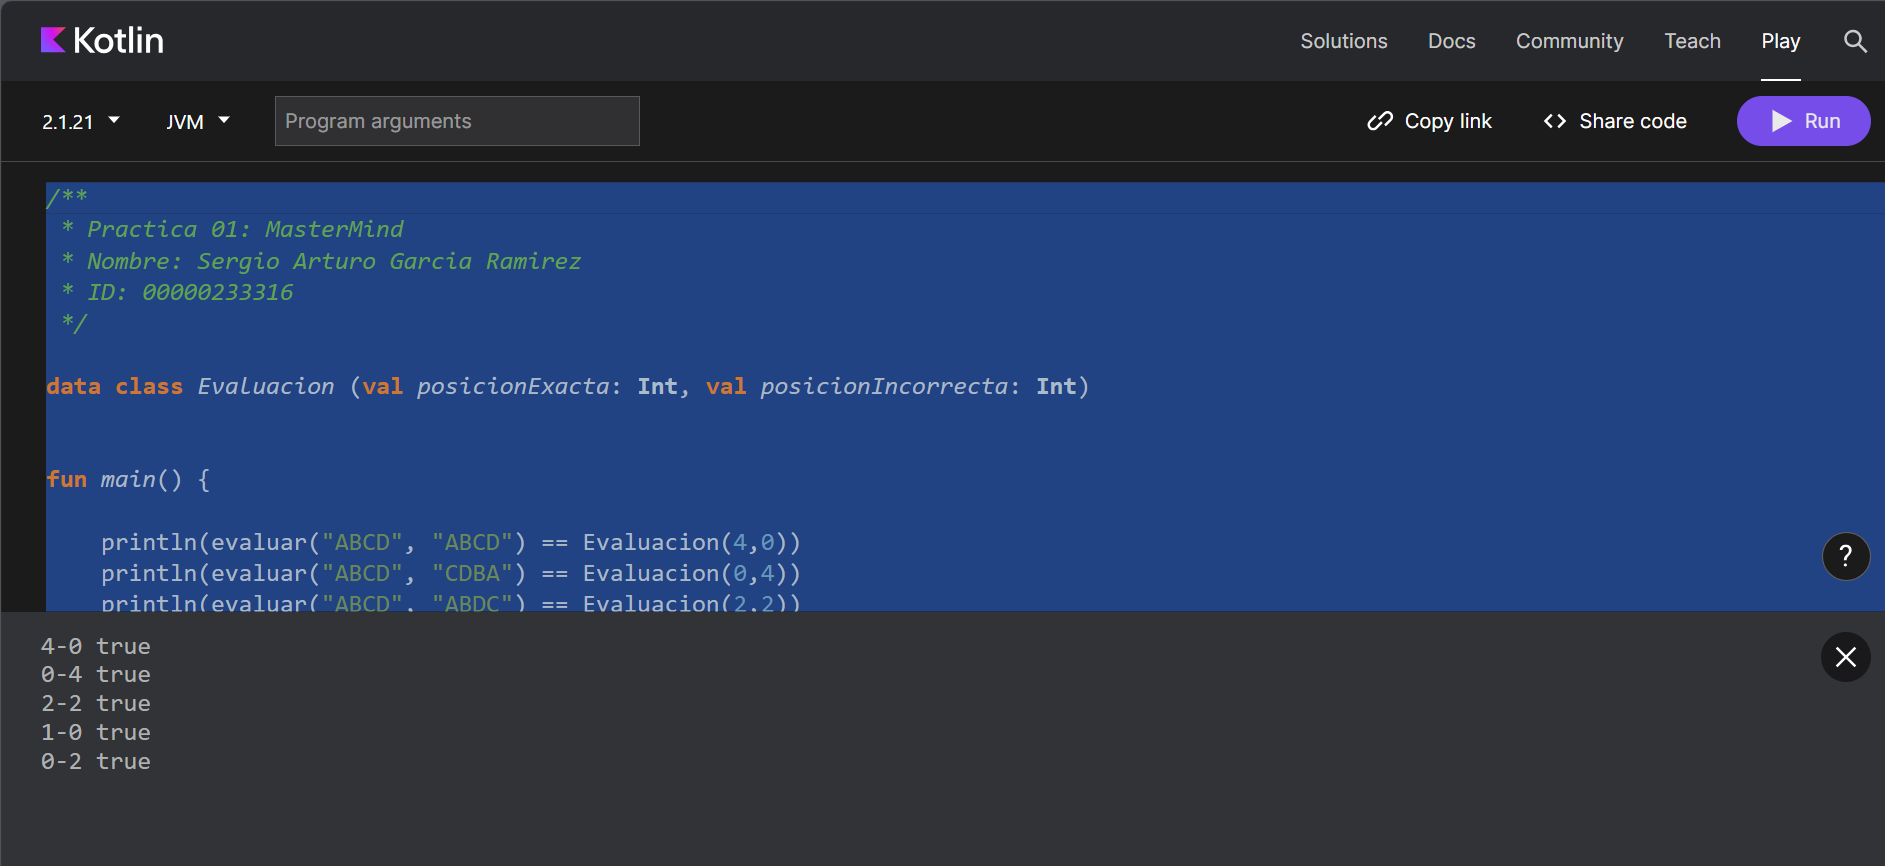 Kotlin
Solutions Docs Community Teach Play
2.1.21 JVM Program arguments Copy link Share code Run
/**
 * Practica 01: MasterMind
 * Nombre: Sergio Arturo Garcia Ramirez
 * ID: 00000233316
 */
data class Evaluacion (val posicionExacta: Int, val posicionIncorrecta: Int)
fun main() {
    println(evaluar("ABCD", "ABCD") == Evaluacion(4,0))
    println(evaluar("ABCD", "CDBA") == Evaluacion(0,4))
    println(evaluar("ABCD", "ABDC") == Evaluacion(2,2))
?
4-0 true
0-4 true
2-2 true
1-0 true
0-2 true